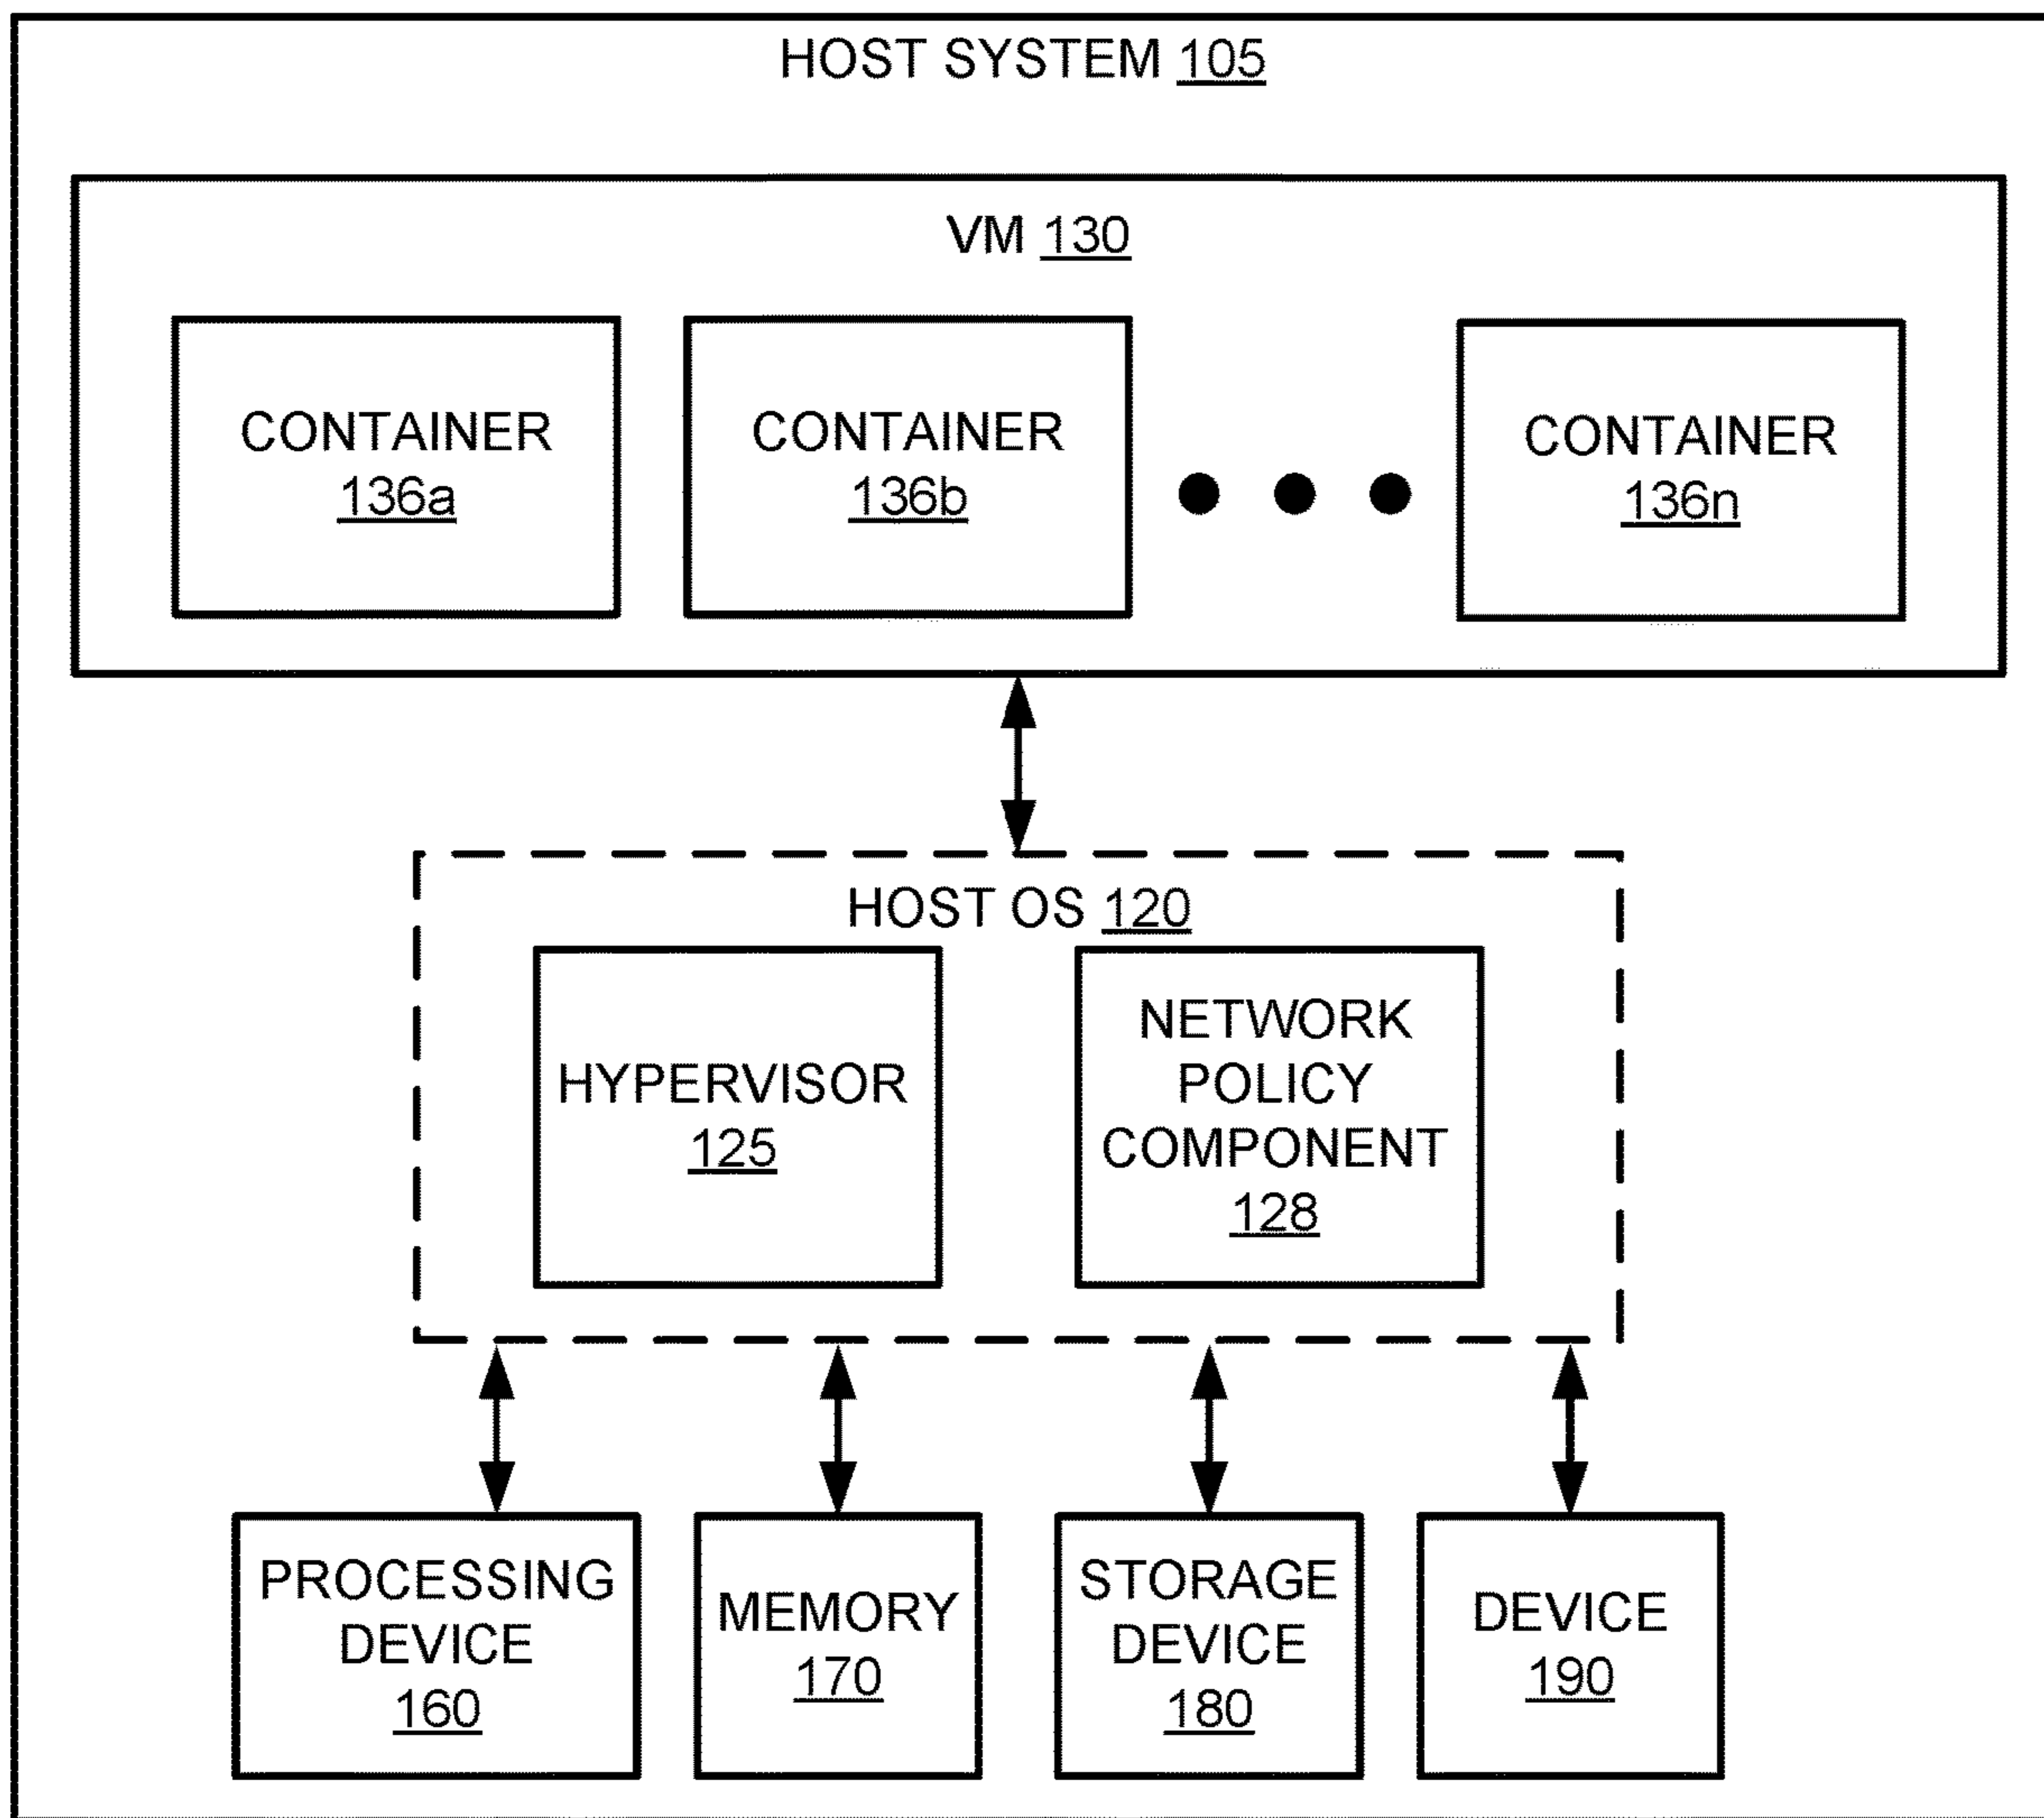 HOST SYSTEM 105
VM 130
CONTAINER
136a
CONTAINER
136b
CONTAINER
136n
HOST OS 120
HYPERVISOR
125
NETWORK
POLICY
COMPONENT
128
PROCESSING
DEVICE
160
MEMORY
170
STORAGE
DEVICE
180
DEVICE
190